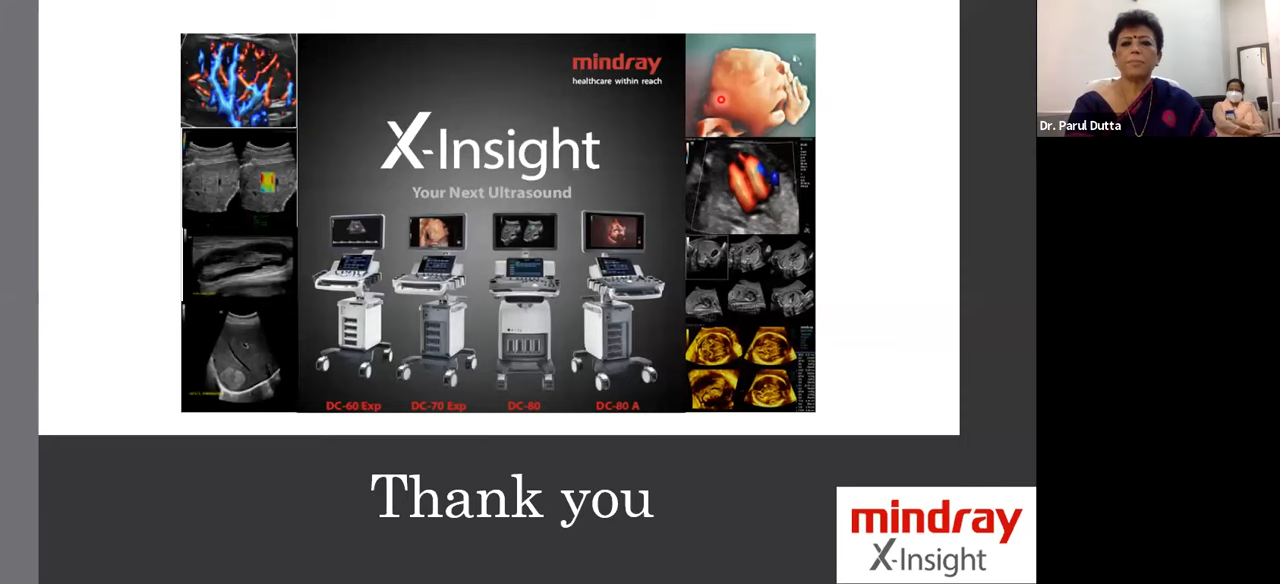 mindray
healthcare within reach
X-Insight
Your Next Ultrasound
DC-60 Exp
DC-70 Exp
DC-80
DC-80 A
Thank you
mindray
X-Insight
Dr. Parul Dutta